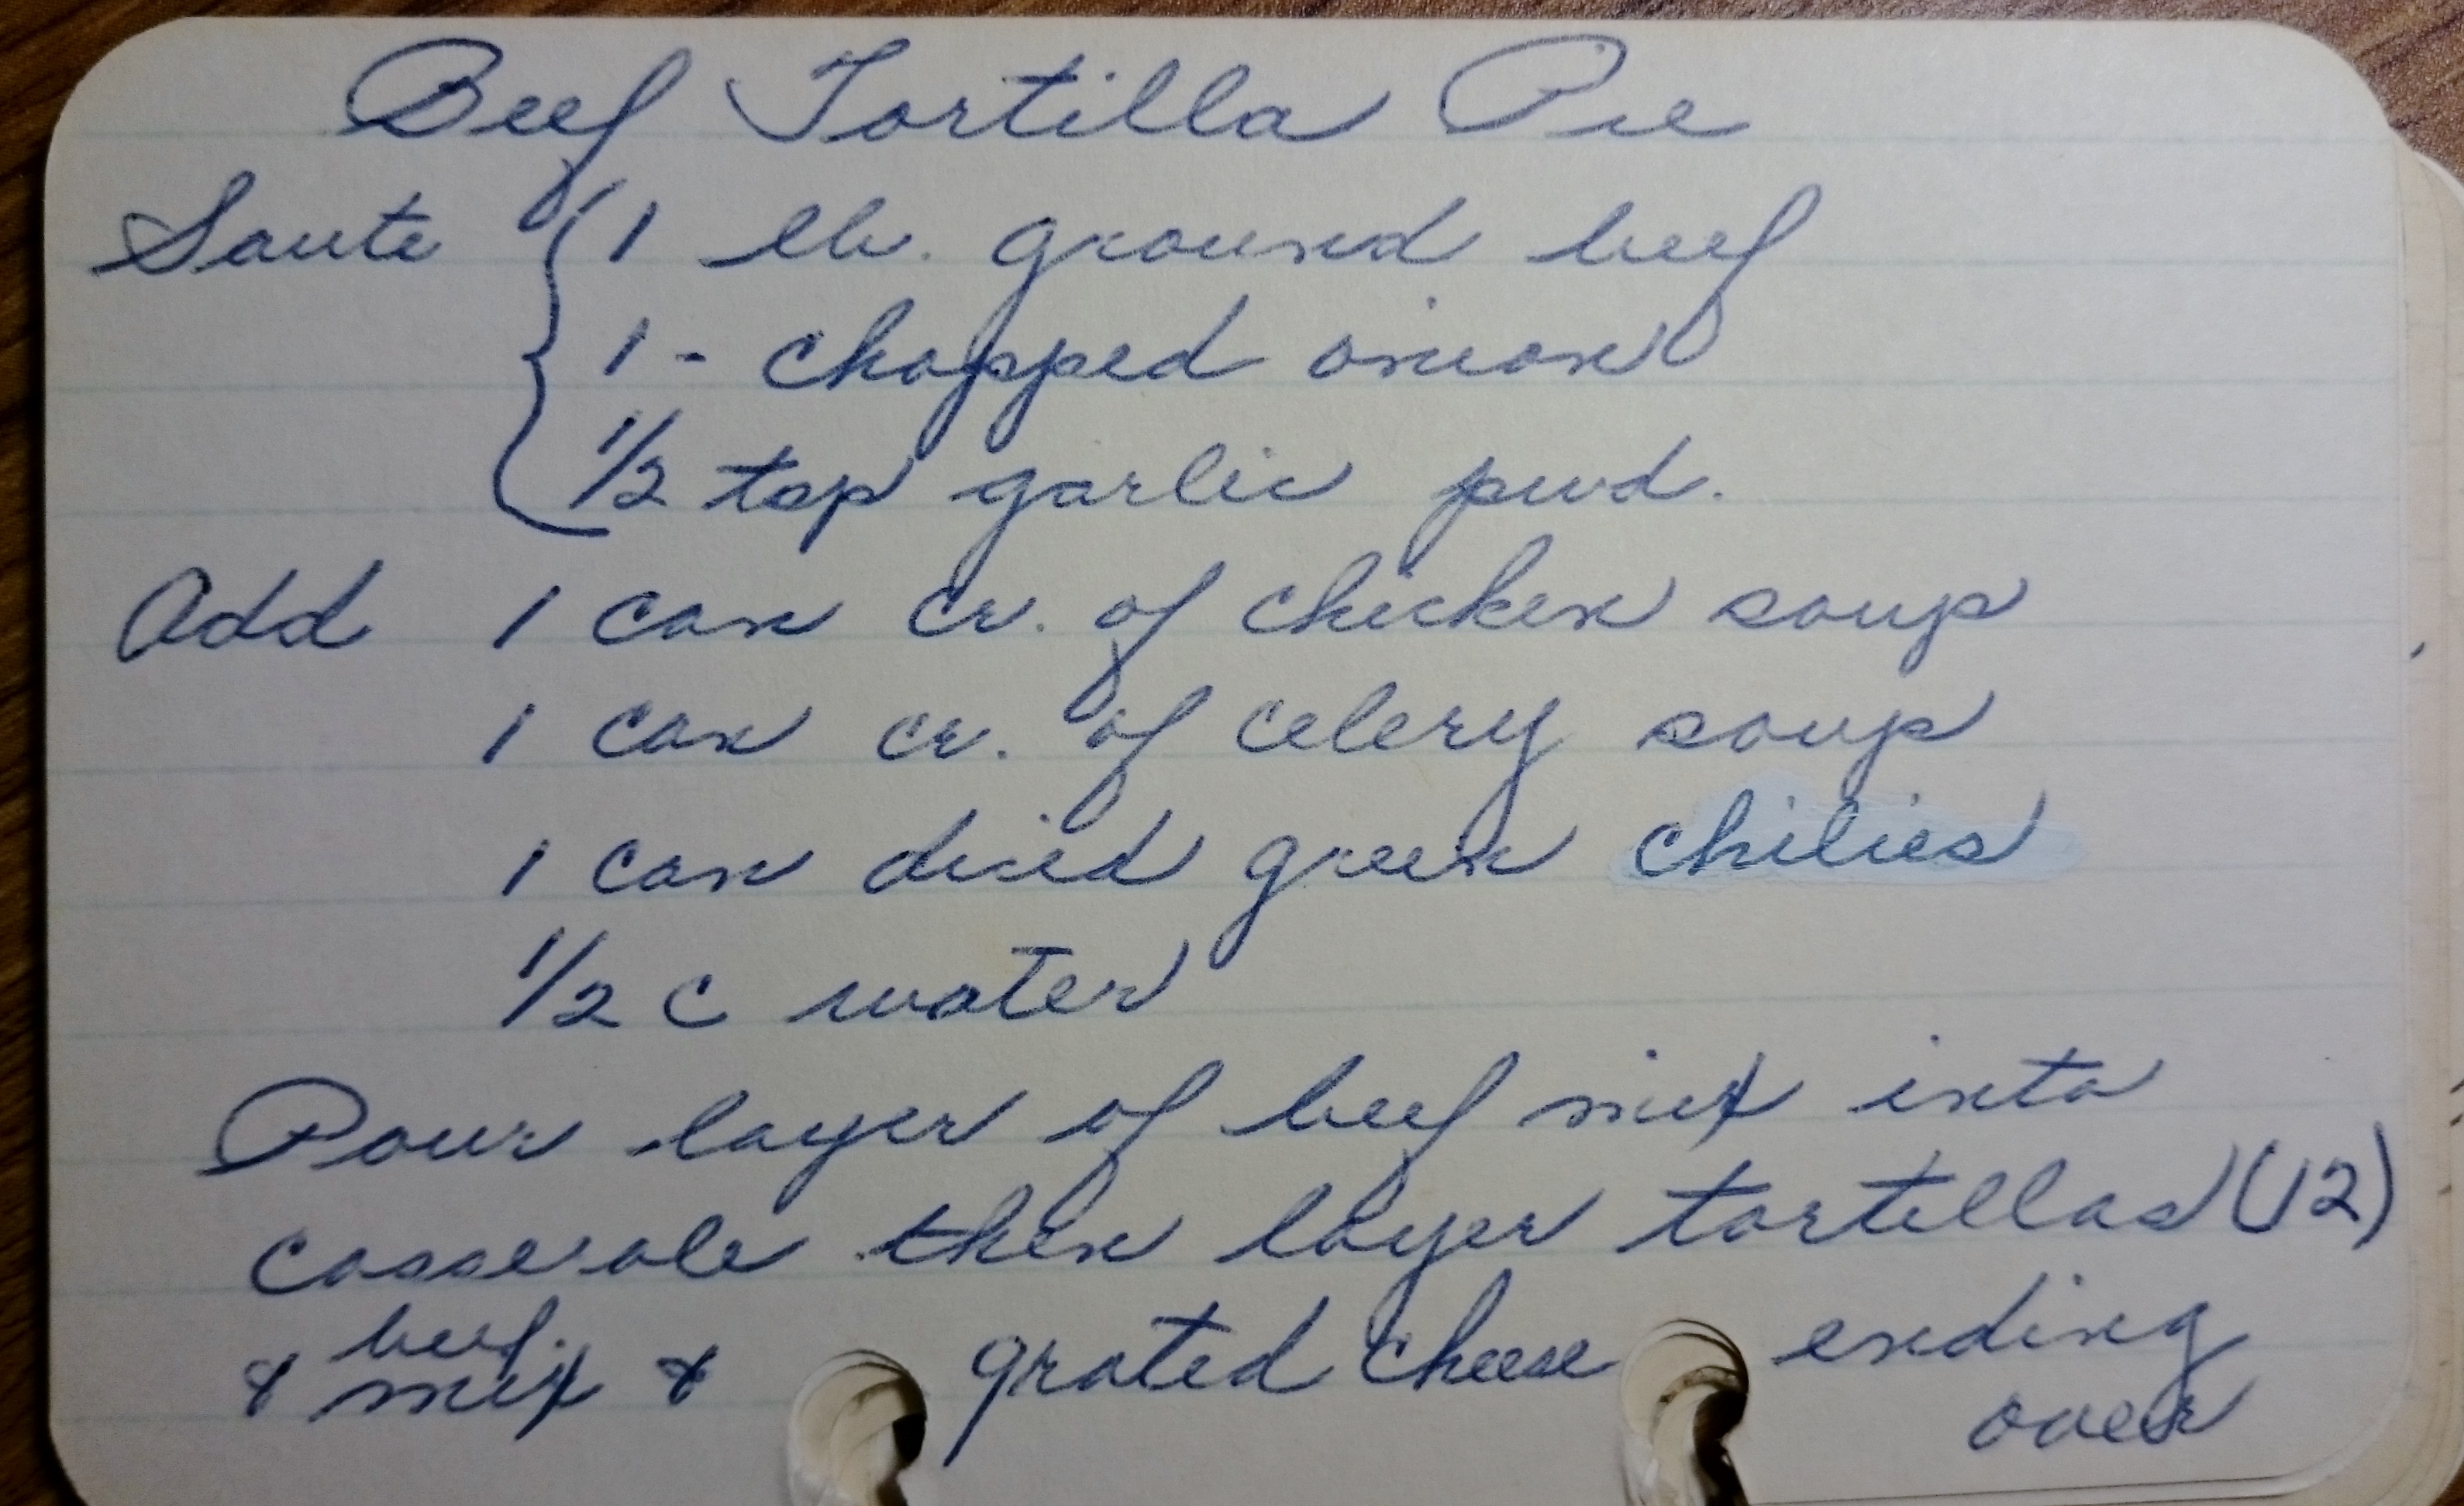 Beef Tortilla Pie
Saute { 1 lb. ground beef
1 - chopped onion
1/2 tsp garlic pwd.
Add 1 can cr. of chicken soup
1 can cr. of celery soup
1 can diced green chilies
1/2 c water
Pour layer of beef mix into
casserole then layer tortillas (12)
& beef mix & grated cheese ending
over